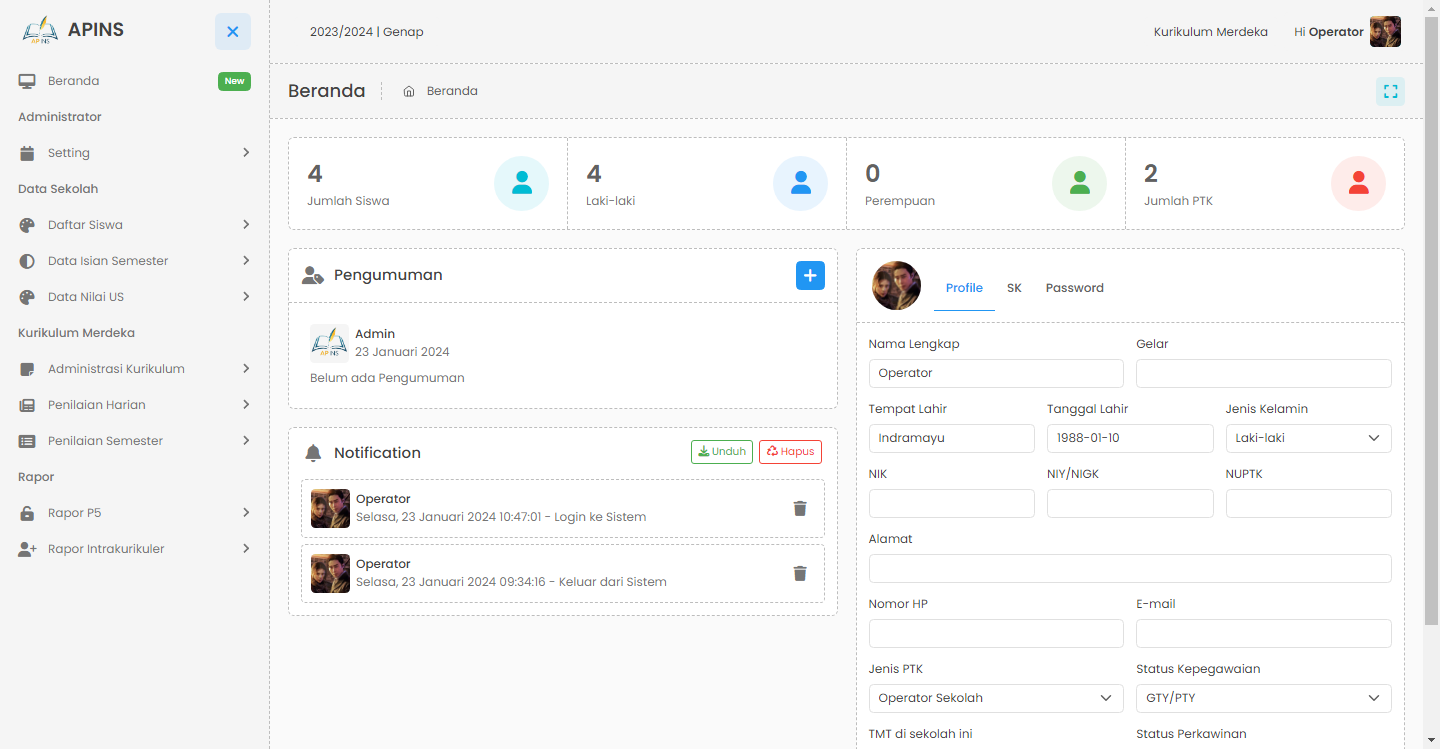 APINS
2023/2024 | Genap
Kurikulum Merdeka
Hi Operator
Beranda
New
Administrator
Setting
Data Sekolah
Daftar Siswa
Data Isian Semester
Data Nilai US
Kurikulum Merdeka
Administrasi Kurikulum
Penilaian Harian
Penilaian Semester
Rapor
Rapor P5
Rapor Intrakurikuler
Beranda
Beranda
4
Jumlah Siswa
4
Laki-laki
0
Perempuan
2
Jumlah PTK
Pengumuman
AP INS
Admin
23 Januari 2024
Belum ada Pengumuman
Notification
Unduh
Hapus
Operator
Selasa, 23 Januari 2024 10:47:01 - Login ke Sistem
Operator
Selasa, 23 Januari 2024 09:34:16 - Keluar dari Sistem
Profile
SK
Password
Nama Lengkap
Gelar
Operator
Tempat Lahir
Tanggal Lahir
Jenis Kelamin
Indramayu
1988-01-10
Laki-laki
NIK
NIY/NIGK
NUPTK
Alamat
Nomor HP
E-mail
Jenis PTK
Status Kepegawaian
Operator Sekolah
GTY/PTY
TMT di sekolah ini
Status Perkawinan